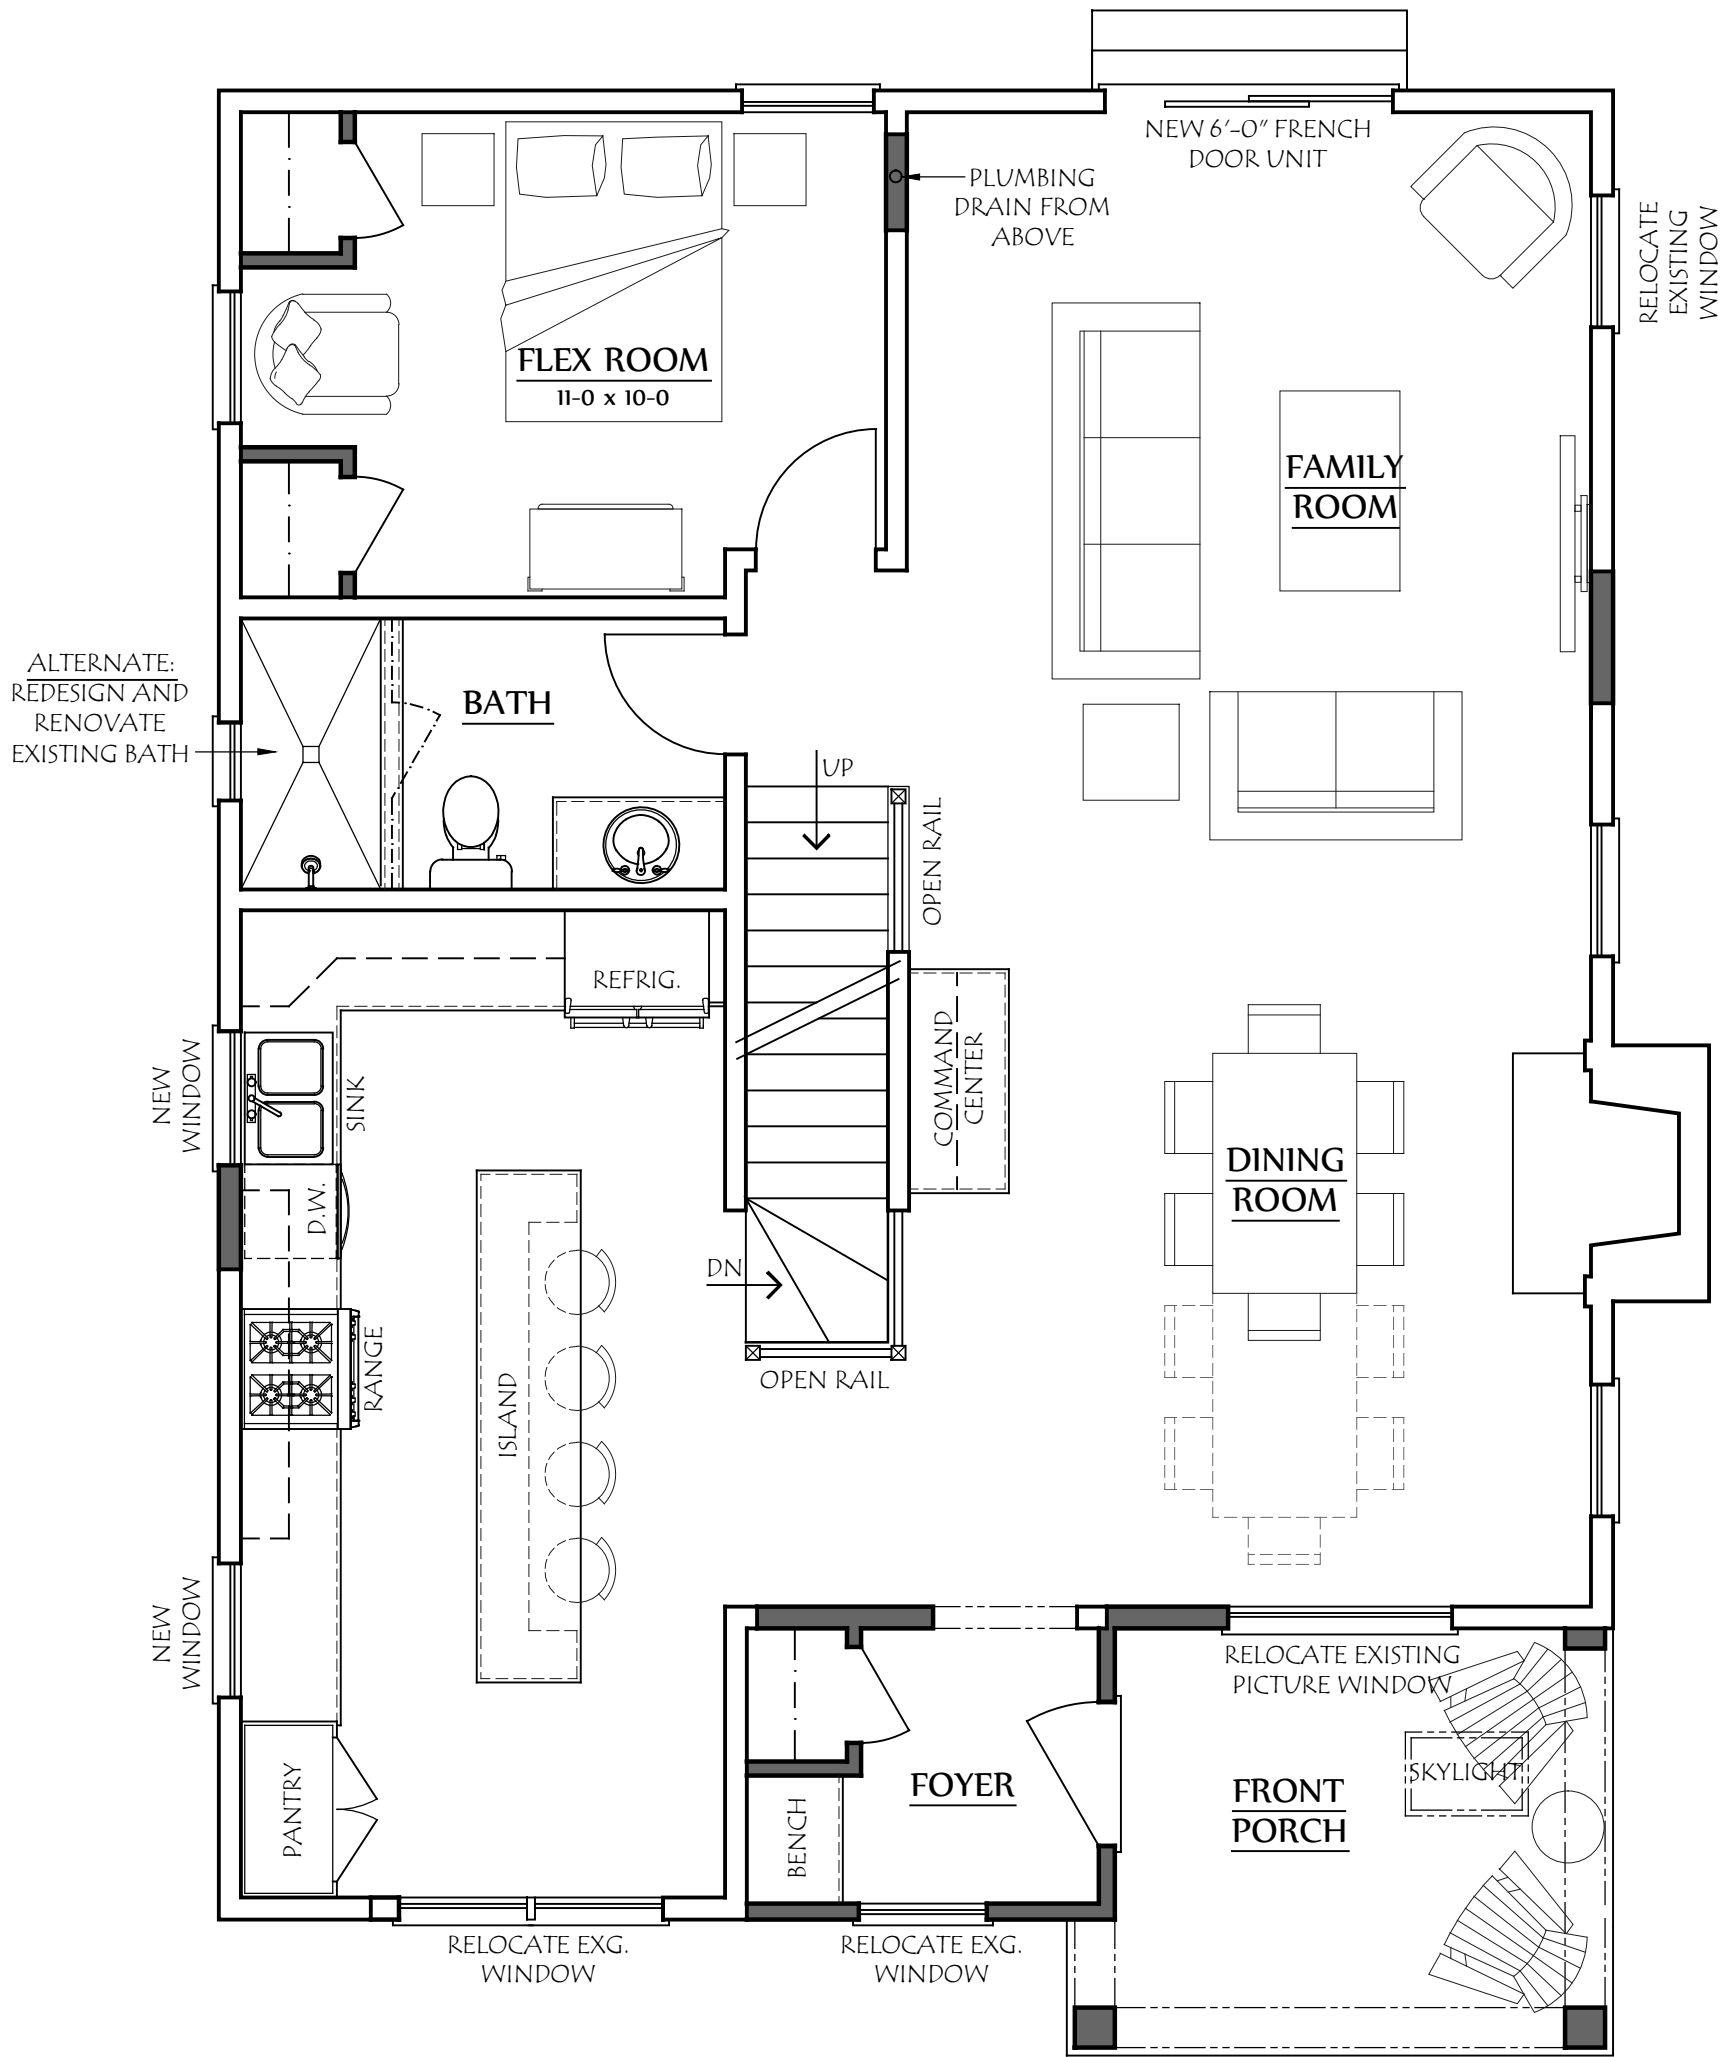 NEW 6'-0" FRENCH
DOOR UNIT
PLUMBING
DRAIN FROM
ABOVE
RELOCATE
EXISTING
WINDOW
FLEX ROOM
11-0 x 10-0
FAMILY
ROOM
ALTERNATE:
REDESIGN AND
RENOVATE
EXISTING BATH
BATH
UP
OPEN RAIL
REFRIG.
NEW
WINDOW
SINK
COMMAND
CENTER
D.W.
DINING
ROOM
DN
OPEN RAIL
RANGE
ISLAND
NEW
WINDOW
RELOCATE EXISTING
PICTURE WINDOW
SKYLIGHT
PANTRY
BENCH
FOYER
FRONT
PORCH
RELOCATE EXG.
WINDOW
RELOCATE EXG.
WINDOW